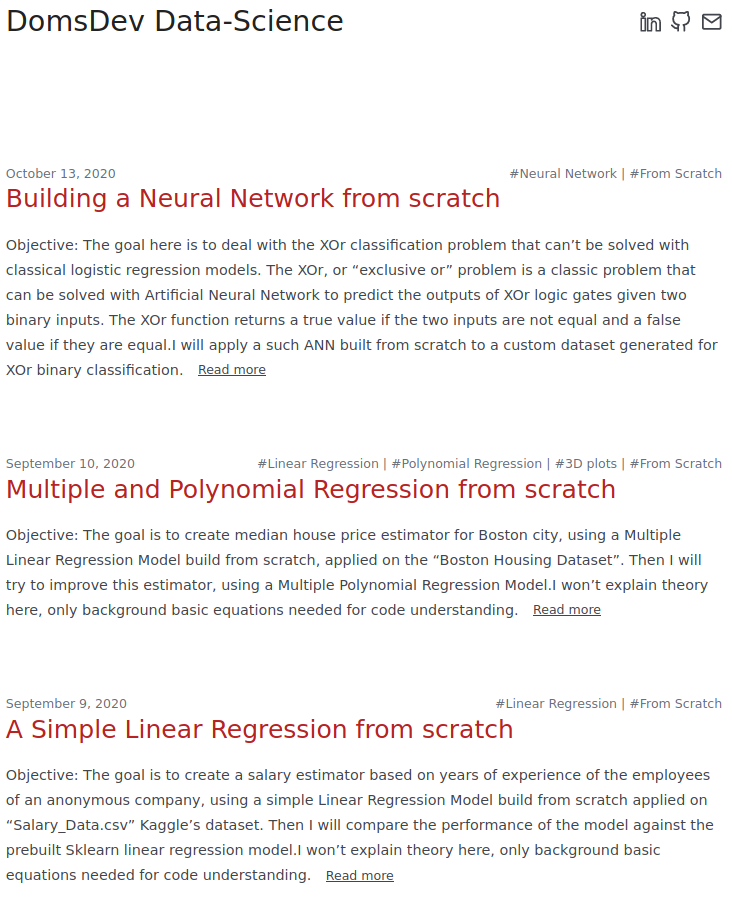 DomsDev Data-Science
October 13, 2020 #Neural Network | #From Scratch
Building a Neural Network from scratch
Objective: The goal here is to deal with the XOr classification problem that can’t be solved with
classical logistic regression models. The XOr, or “exclusive or” problem is a classic problem that
can be solved with Artificial Neural Network to predict the outputs of XOr logic gates given two
binary inputs. The XOr function returns a true value if the two inputs are not equal and a false
value if they are equal.I will apply a such ANN built from scratch to a custom dataset generated for
XOr binary classification. Read more
September 10, 2020 #Linear Regression | #Polynomial Regression | #3D plots | #From Scratch
Multiple and Polynomial Regression from scratch
Objective: The goal is to create median house price estimator for Boston city, using a Multiple
Linear Regression Model build from scratch, applied on the “Boston Housing Dataset”. Then I will
try to improve this estimator, using a Multiple Polynomial Regression Model.I won’t explain theory
here, only background basic equations needed for code understanding. Read more
September 9, 2020 #Linear Regression | #From Scratch
A Simple Linear Regression from scratch
Objective: The goal is to create a salary estimator based on years of experience of the employees
of an anonymous company, using a simple Linear Regression Model build from scratch applied on
“Salary_Data.csv” Kaggle’s dataset. Then I will compare the performance of the model against the
prebuilt Sklearn linear regression model.I won’t explain theory here, only background basic
equations needed for code understanding. Read more